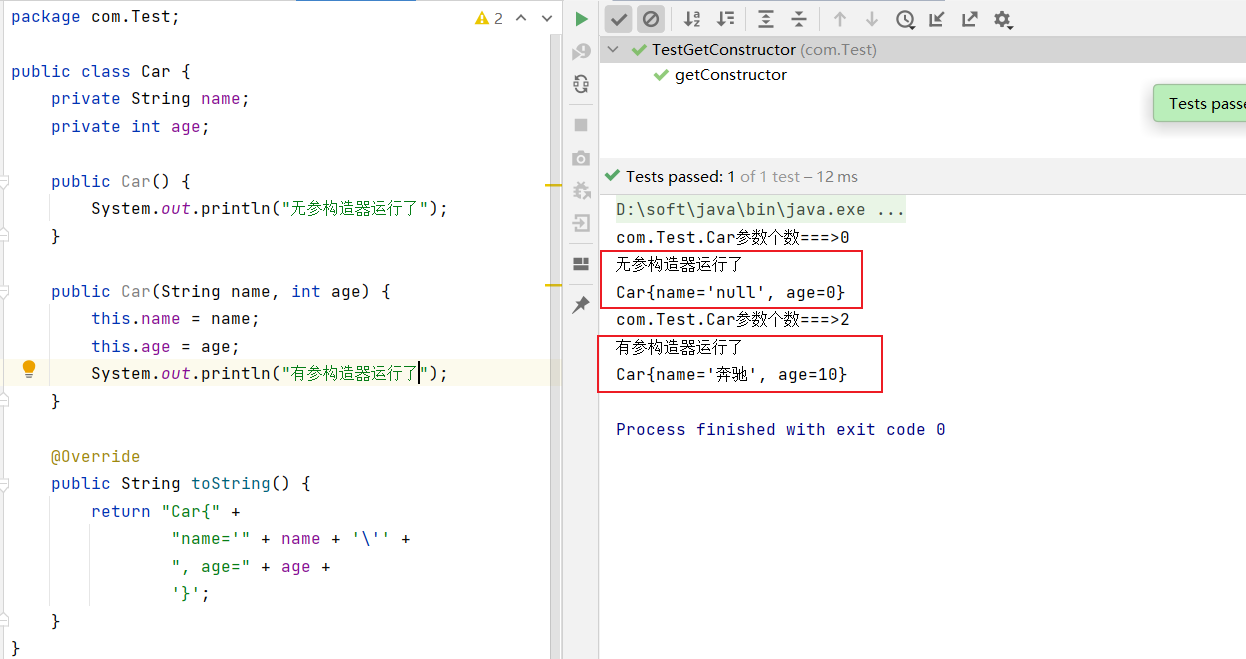 package com.Test;
2
public class Car {
    private String name;
    private int age;
    public Car() {
        System.out.println("无参构造器运行了");
    }
    public Car(String name, int age) {
        this.name = name;
        this.age = age;
        System.out.println("有参构造器运行了");
    }
    @Override
    public String toString() {
        return "Car{" +
                "name='" + name + '\'' +
                ", age=" + age +
                '}';
    }
}
TestGetConstructor (com.Test)
getConstructor
Tests passe
Tests passed: 1 of 1 test – 12 ms
D:\soft\java\bin\java.exe ...
com.Test.Car参数个数===>0
无参构造器运行了
Car{name='null', age=0}
com.Test.Car参数个数===>2
有参构造器运行了
Car{name='奔驰', age=10}
Process finished with exit code 0